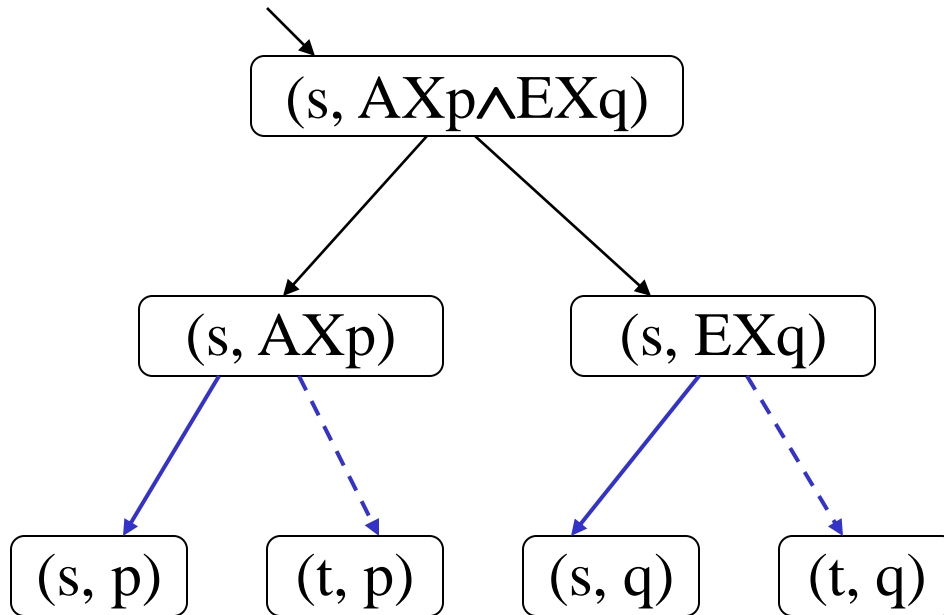 (s, AXp∧EXq)
(s, AXp)
(s, EXq)
(s, p)
(t, p)
(s, q)
(t, q)